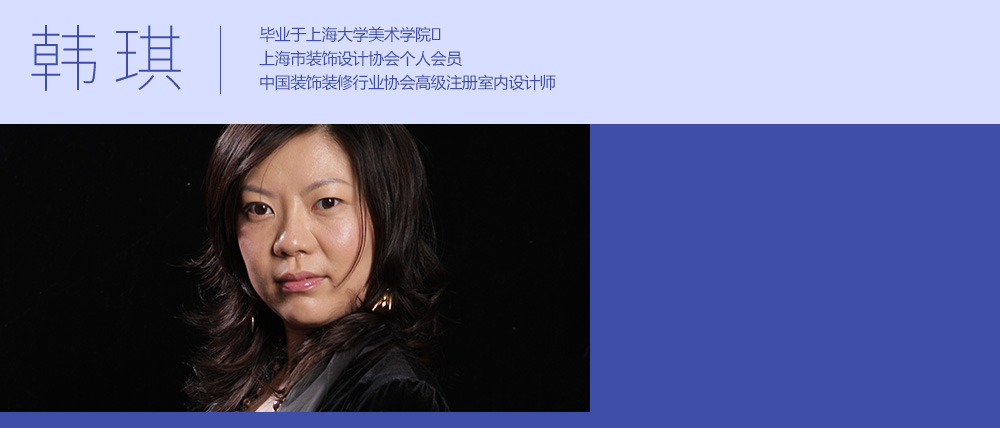 韩琪
毕业于上海大学美术学院
上海市装饰设计协会个人会员
中国装饰装修行业协会高级注册室内设计师